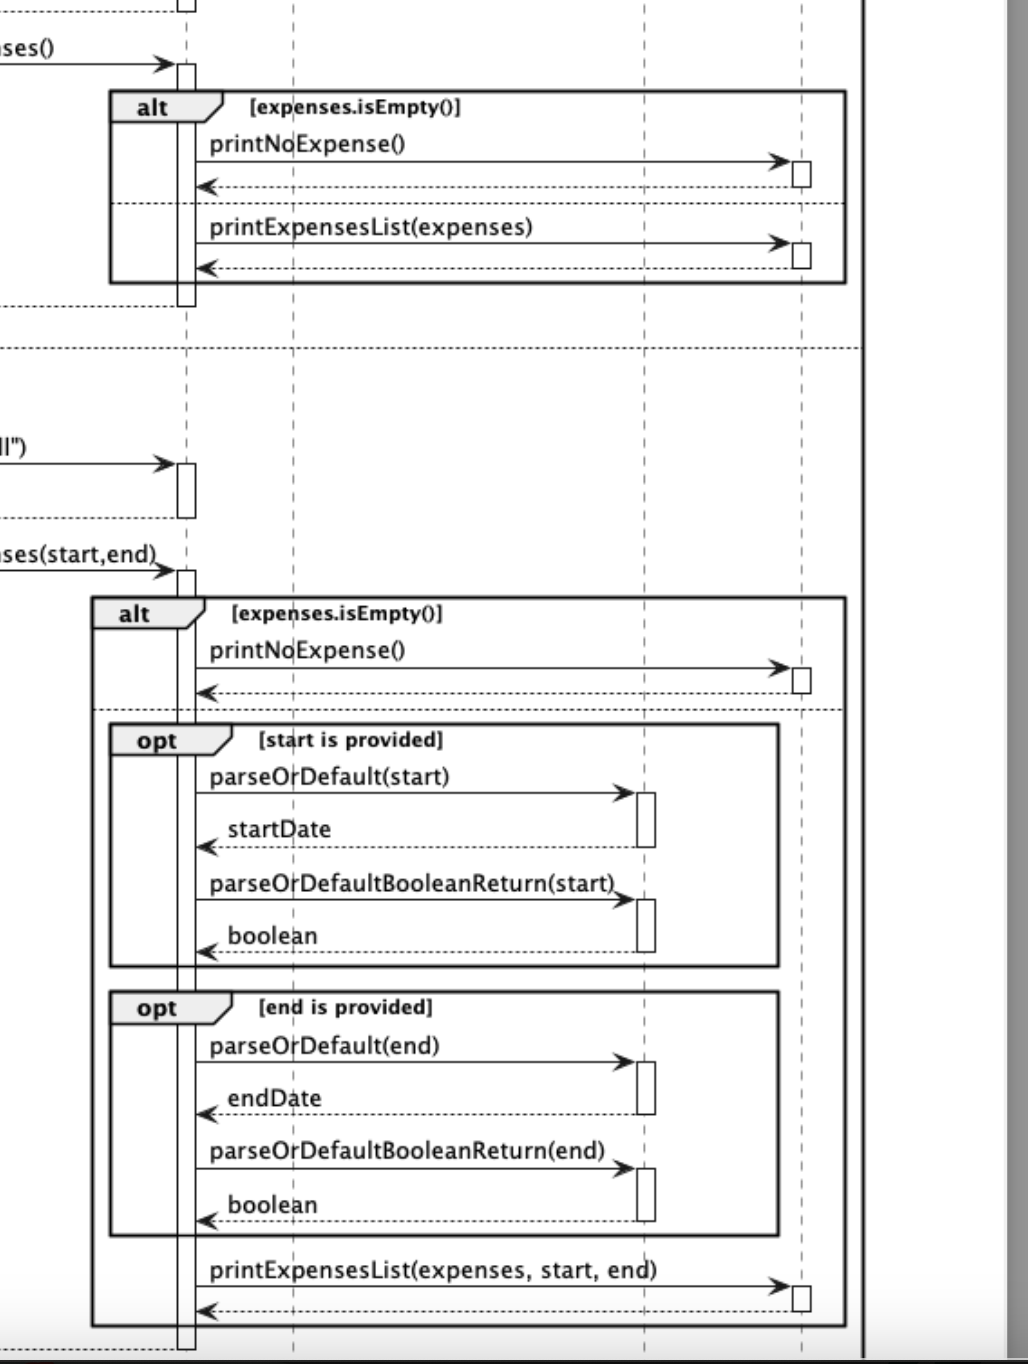 ses()
alt [expenses.isEmpty()]
printNoExpense()
printExpensesList(expenses)
ll")
ses(start,end)
alt [expenses.isEmpty()]
printNoExpense()
opt [start is provided]
parseOrDefault(start)
startDate
parseOrDefaultBooleanReturn(start)
boolean
opt [end is provided]
parseOrDefault(end)
endDate
parseOrDefaultBooleanReturn(end)
boolean
printExpensesList(expenses, start, end)